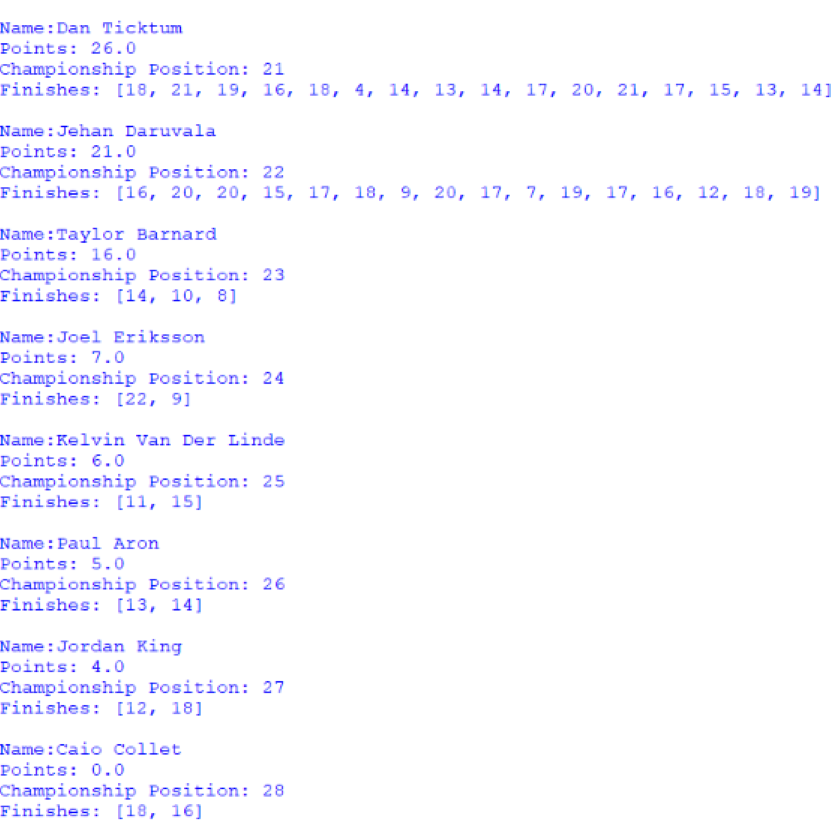 Name:Dan Ticktum
Points: 26.0
Championship Position: 21
Finishes: [18, 21, 19, 16, 18, 4, 14, 13, 14, 17, 20, 21, 17, 15, 13, 14]
Name:Jehan Daruvala
Points: 21.0
Championship Position: 22
Finishes: [16, 20, 20, 15, 17, 18, 9, 20, 17, 7, 19, 17, 16, 12, 18, 19]
Name:Taylor Barnard
Points: 16.0
Championship Position: 23
Finishes: [14, 10, 8]
Name:Joel Eriksson
Points: 7.0
Championship Position: 24
Finishes: [22, 9]
Name:Kelvin Van Der Linde
Points: 6.0
Championship Position: 25
Finishes: [11, 15]
Name:Paul Aron
Points: 5.0
Championship Position: 26
Finishes: [13, 14]
Name:Jordan King
Points: 4.0
Championship Position: 27
Finishes: [12, 18]
Name:Caio Collet
Points: 0.0
Championship Position: 28
Finishes: [18, 16]